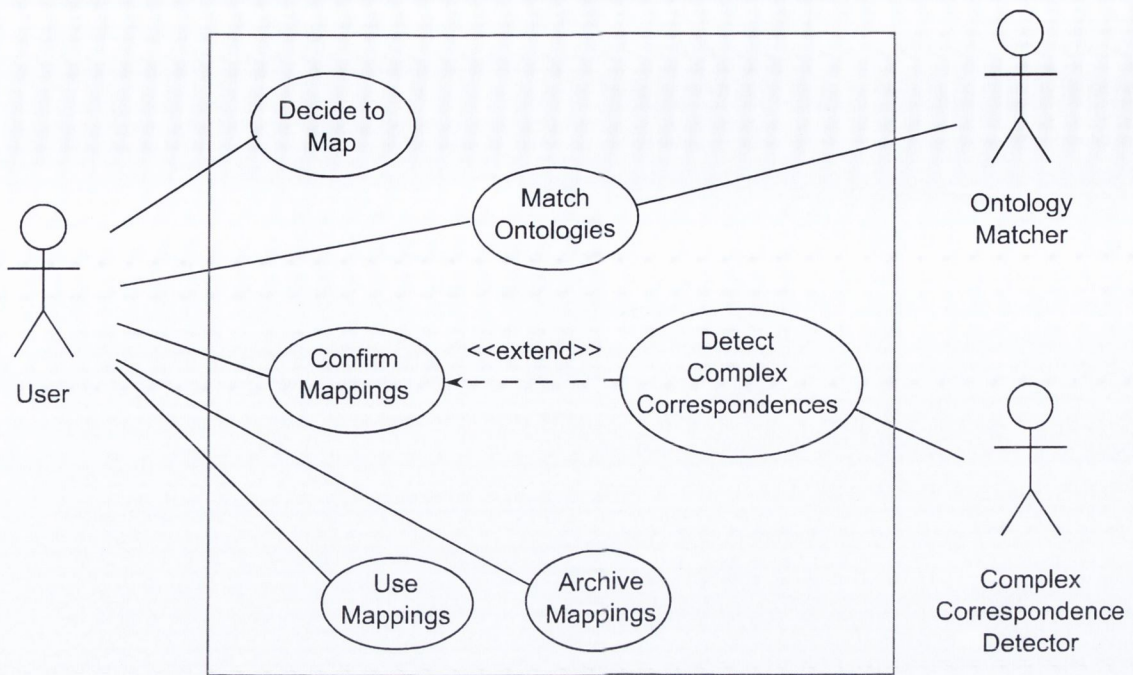 Decide to
Map
Match
Ontologies
Ontology
Matcher
User
Confirm
Mappings
<<extend>>
Detect
Complex
Correspondences
Use
Mappings
Archive
Mappings
Complex
Correspondence
Detector